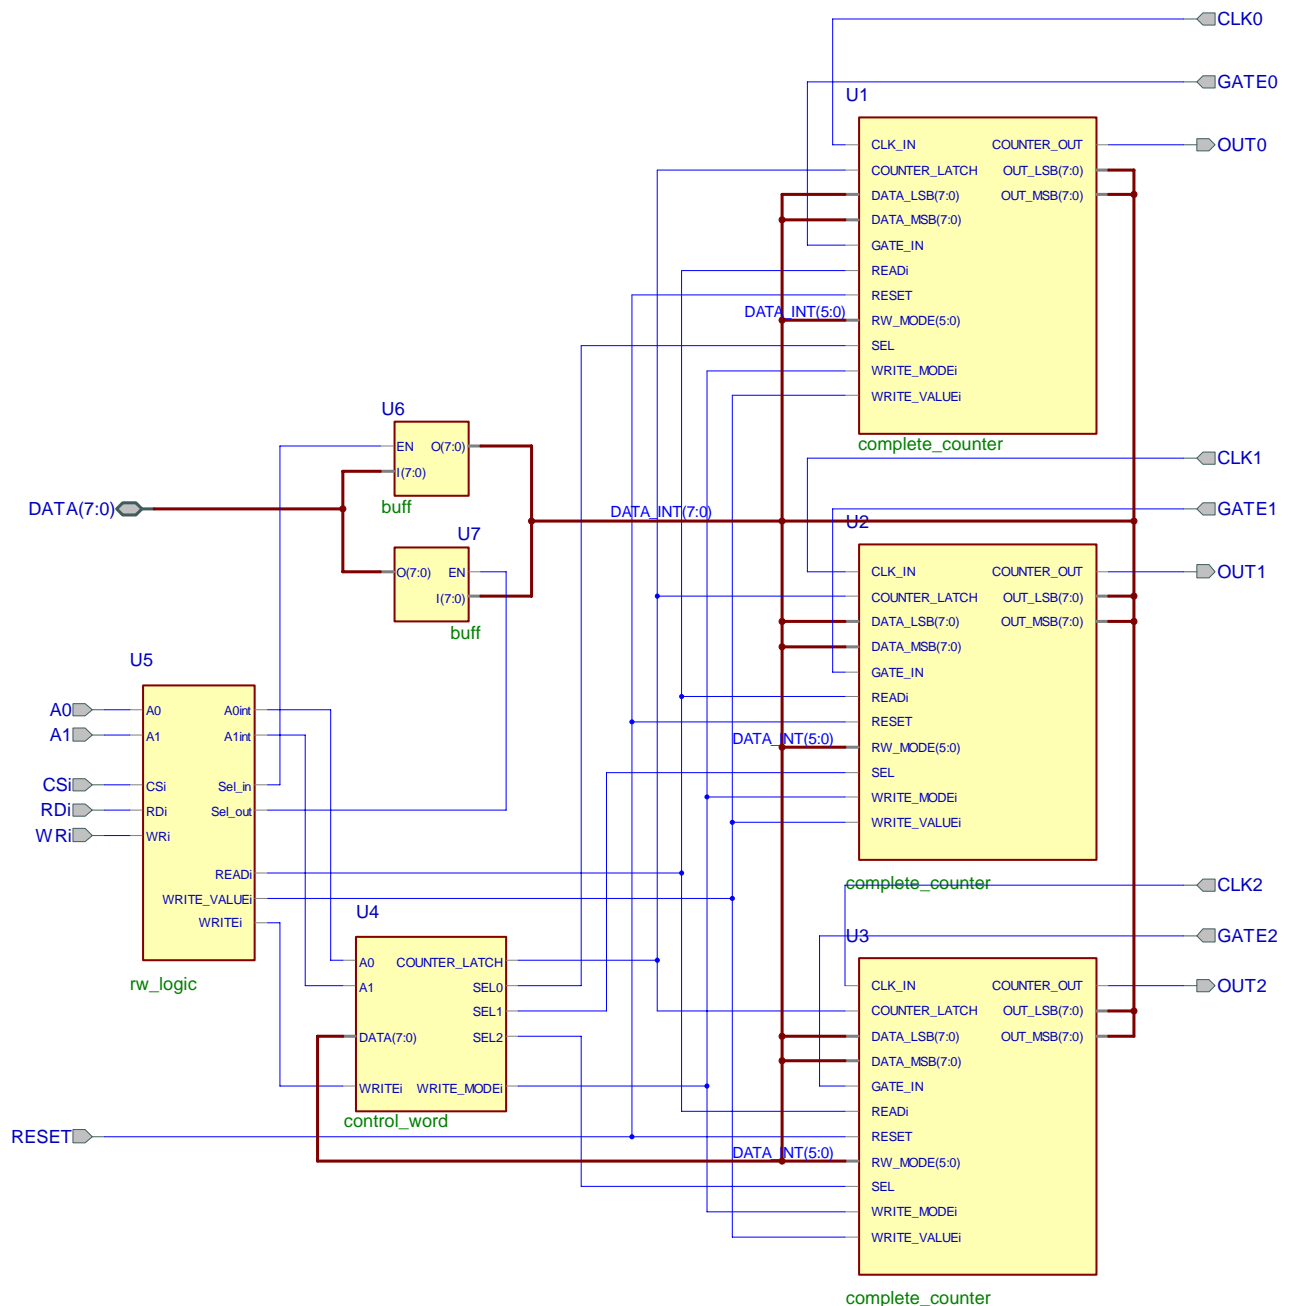 CLK0
GATE0
U1
CLK_IN COUNTER_OUT
OUT0
COUNTER_LATCH OUT_LSB(7:0)
DATA_LSB(7:0) OUT_MSB(7:0)
DATA_MSB(7:0)
GATE_IN
READi
RESET
DATA_INT(5:0)
RW_MODE(5:0)
SEL
WRITE_MODEi
WRITE_VALUEi
complete_counter
U6
EN O(7:0)
I(7:0)
buff
DATA(7:0)
U7
O(7:0) EN
I(7:0)
buff
DATA_INT(7:0)
CLK1
GATE1
U2
CLK_IN COUNTER_OUT
OUT1
COUNTER_LATCH OUT_LSB(7:0)
DATA_LSB(7:0) OUT_MSB(7:0)
DATA_MSB(7:0)
GATE_IN
READi
RESET
DATA_INT(5:0)
RW_MODE(5:0)
SEL
WRITE_MODEi
WRITE_VALUEi
complete_counter
U5
A0
A0 A0int
A1
A1 A1int
CSi
CSi Sel_in
RDi
RDi Sel_out
WRi
WRi
READi
WRITE_VALUEi
WRITEi
rw_logic
U4
A0 COUNTER_LATCH
A1 SEL0
SEL1
DATA(7:0) SEL2
WRITEi WRITE_MODEi
control_word
RESET
CLK2
GATE2
U3
CLK_IN COUNTER_OUT
OUT2
COUNTER_LATCH OUT_LSB(7:0)
DATA_LSB(7:0) OUT_MSB(7:0)
DATA_MSB(7:0)
GATE_IN
READi
RESET
DATA_INT(5:0)
RW_MODE(5:0)
SEL
WRITE_MODEi
WRITE_VALUEi
complete_counter